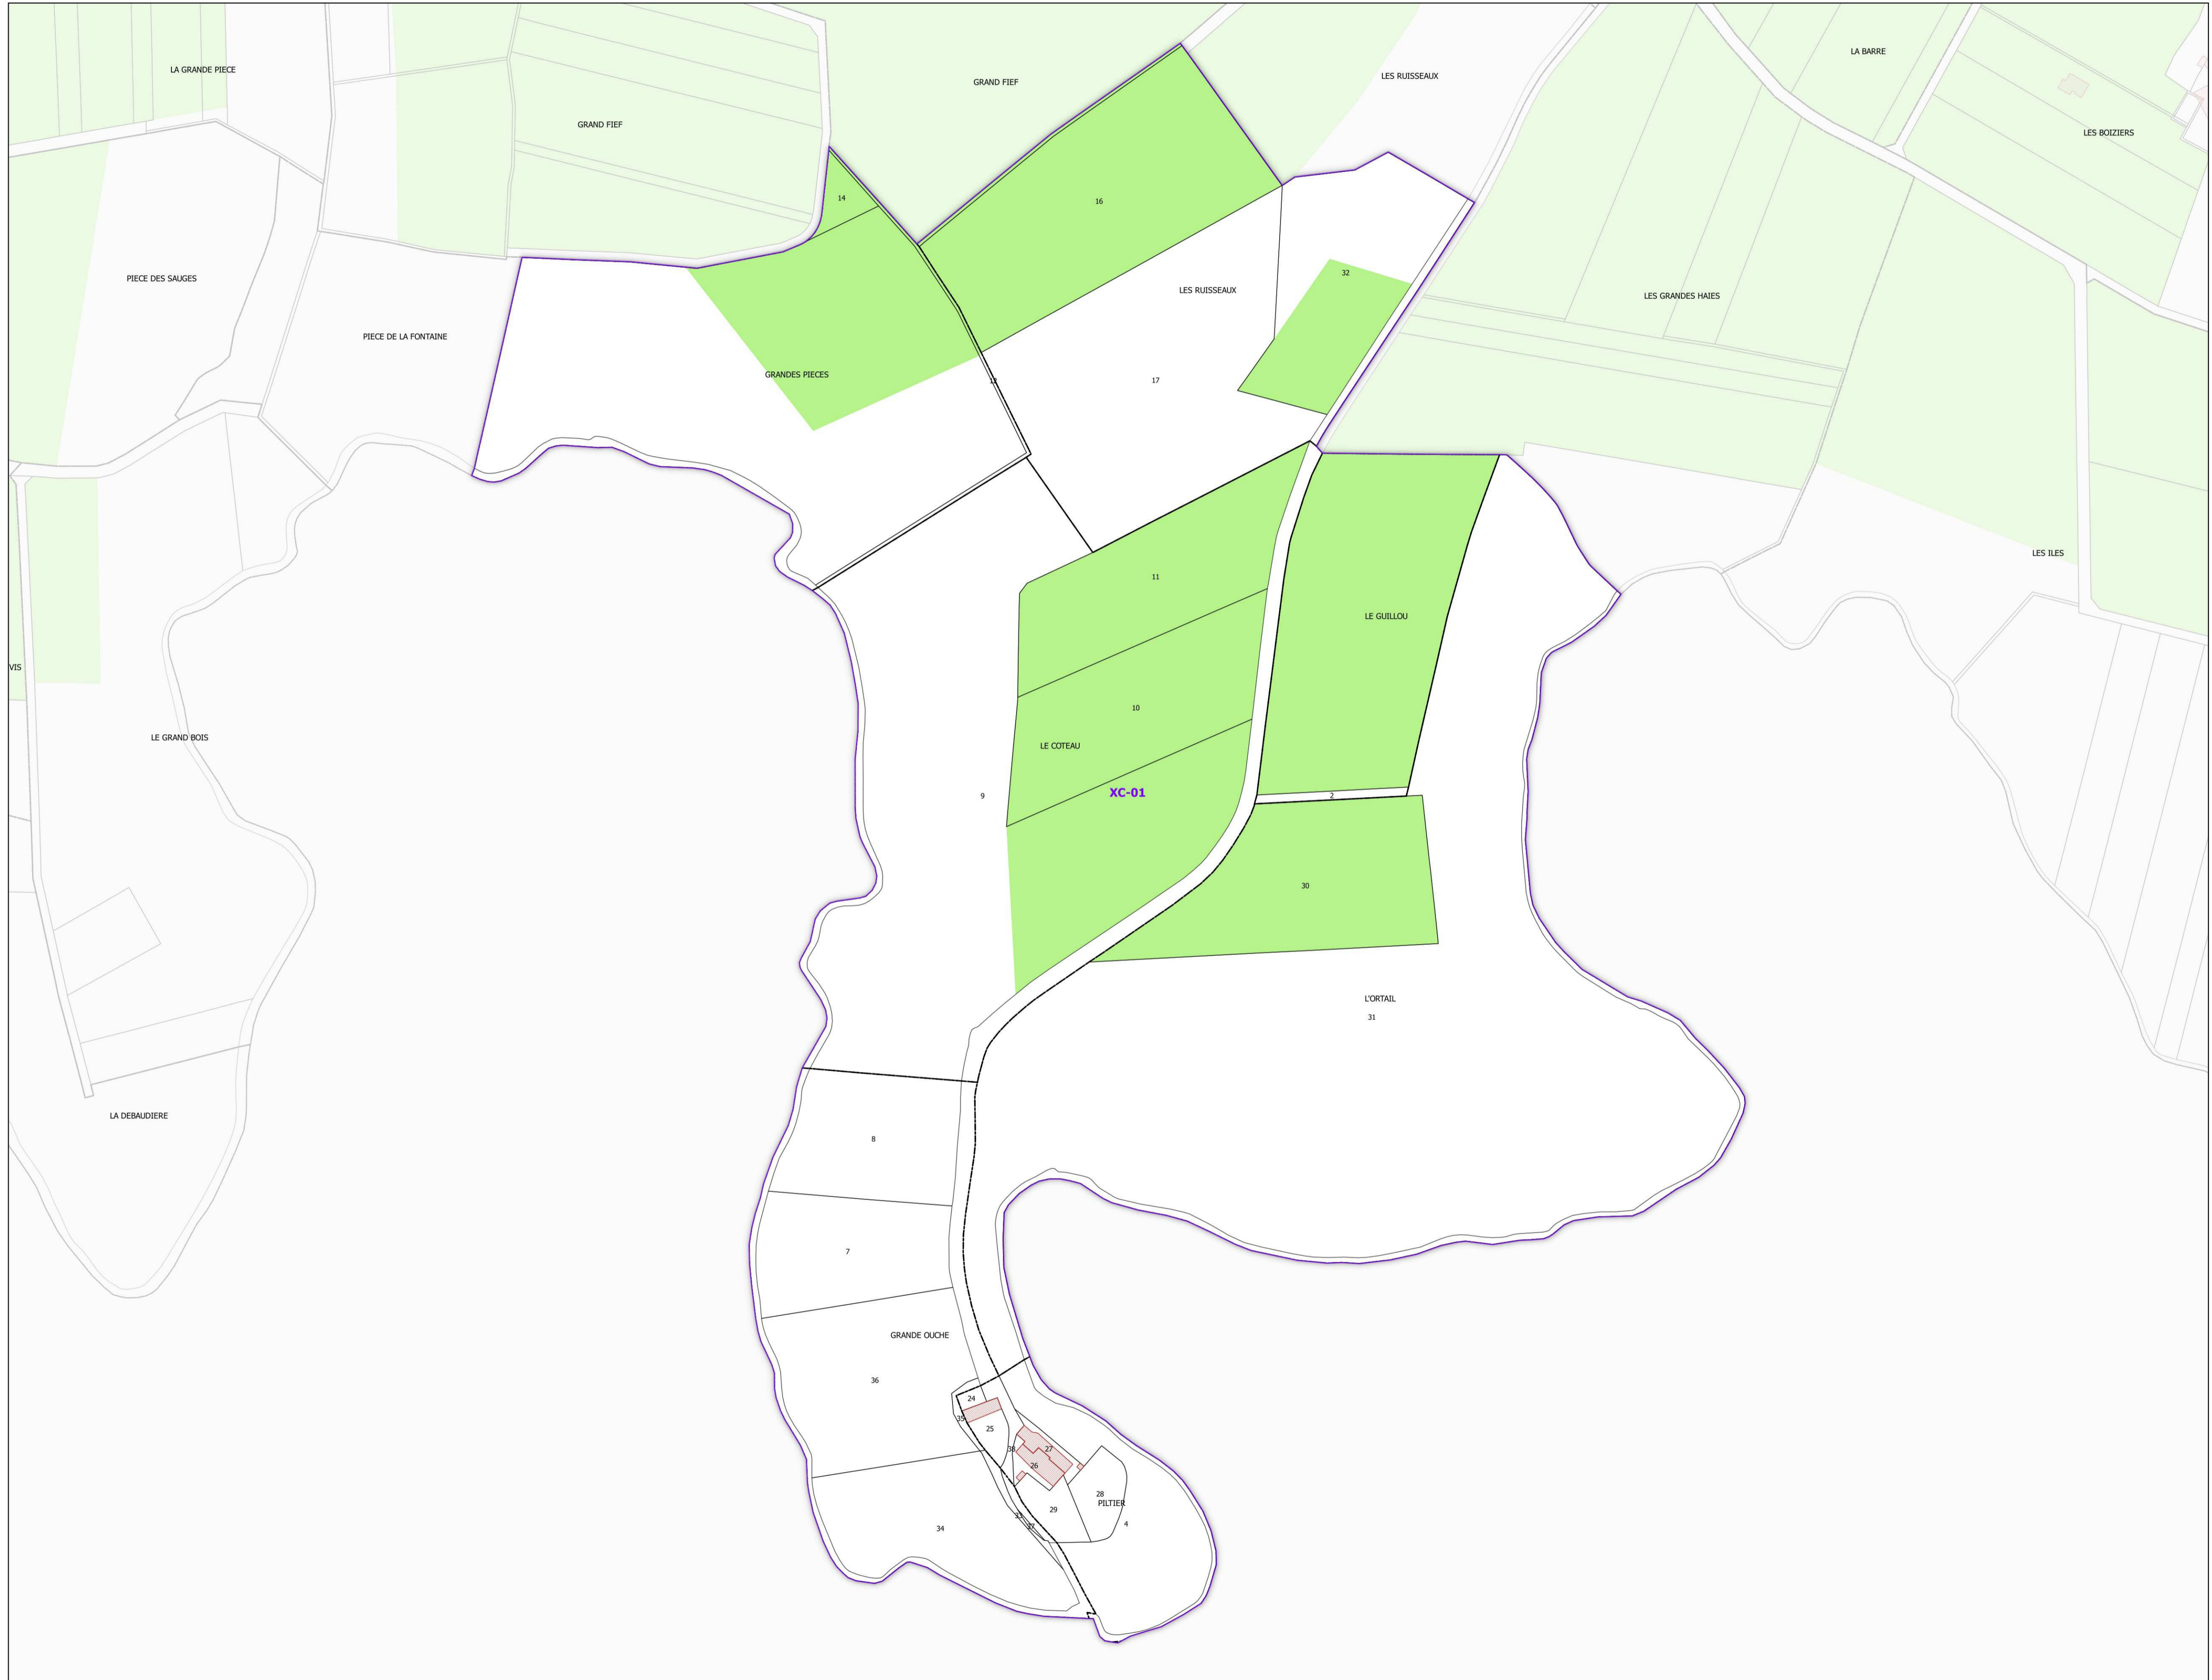 LA BARRE
LA GRANDE PIECE
LES RUISSEAUX
GRAND FIEF
GRAND FIEF
LES BOIZIERS
14
16
32
PIECE DES SAUGES
LES RUISSEAUX
LES GRANDES HAIES
PIECE DE LA FONTAINE
GRANDES PIECES
17
LES ILES
11
LE GUILLOU
VIS
10
LE GRAND BOIS
LE COTEAU
XC-01
9
2
30
L'ORTAIL
31
LA DEBAUDIERE
8
7
GRANDE OUCHE
36
24
35
25
38
27
26
28
PILTIER
29
4
34